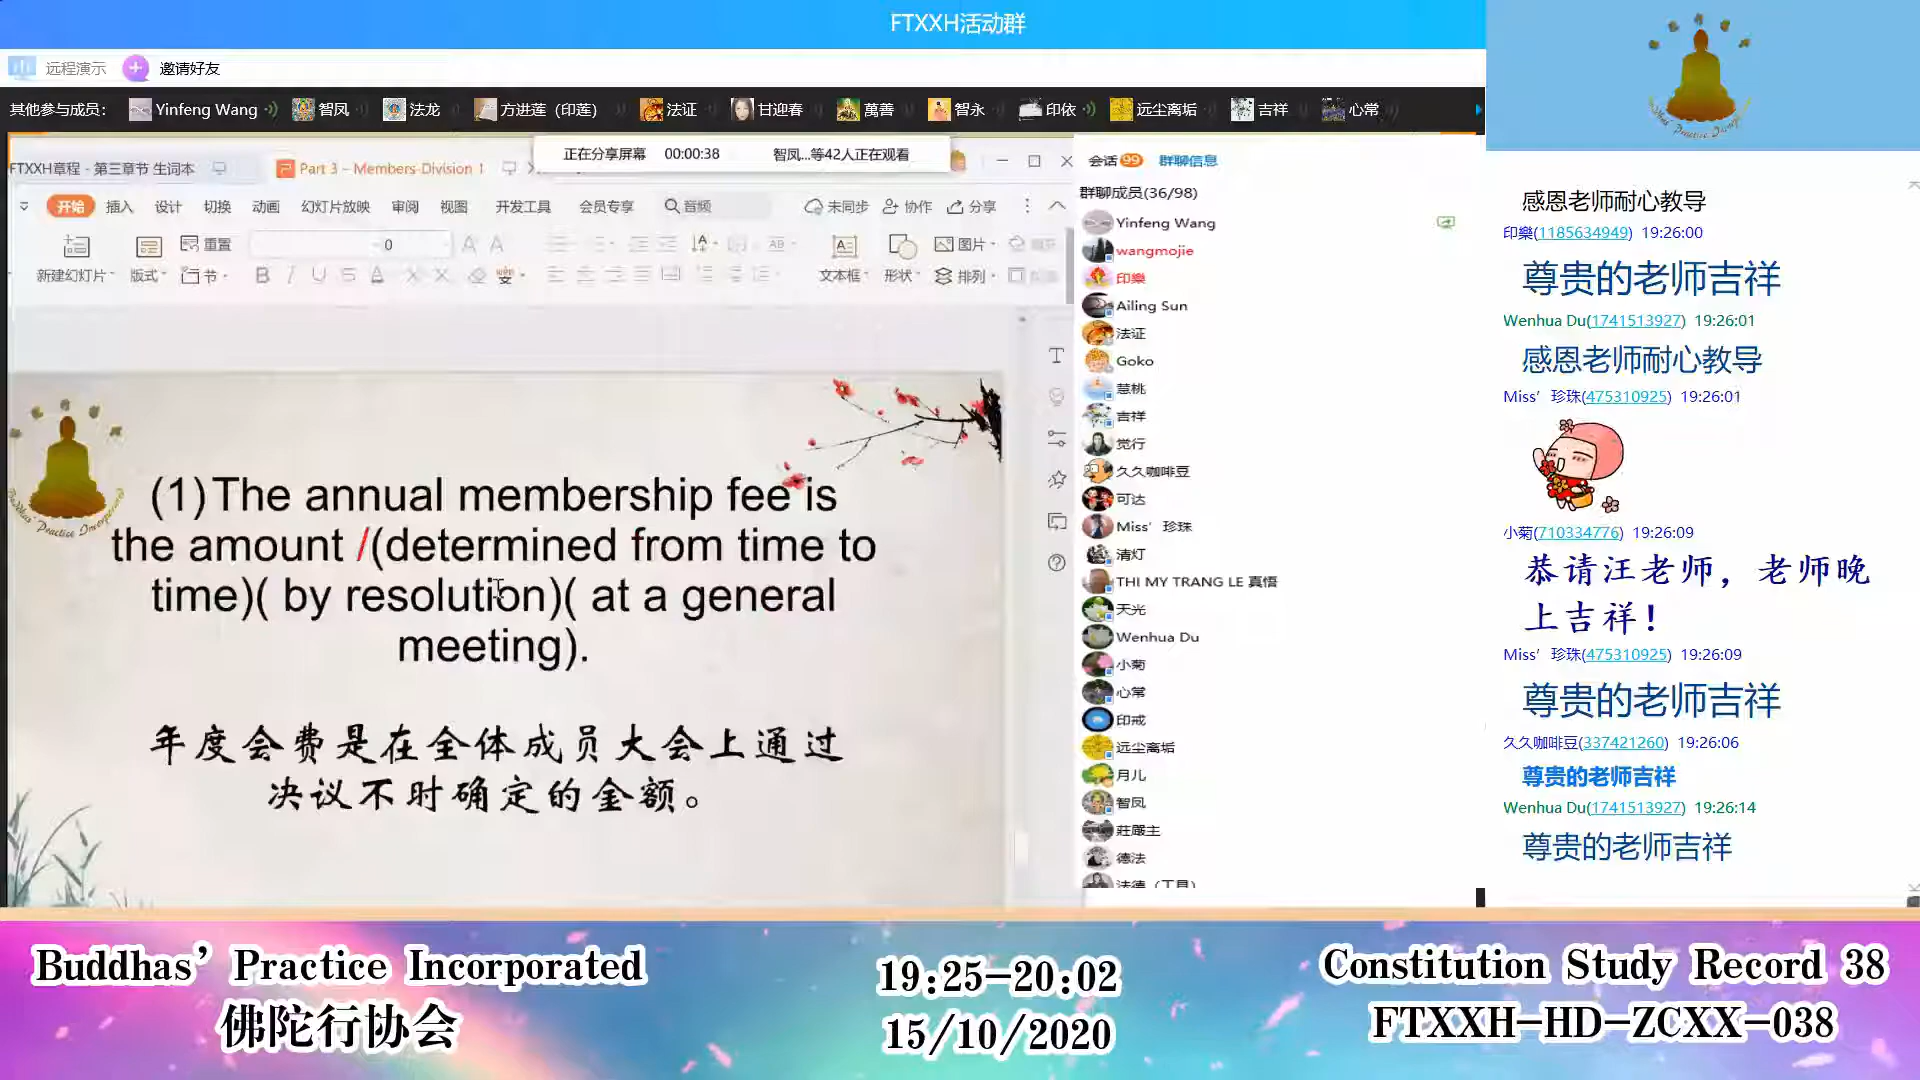 FTXXH活动群
远程演示 邀请好友
其他参与成员： Yinfeng Wang 智凤 法龙 方进莲（印莲） 法证 甘迎春 萬善 智永 印依 远尘离垢 吉祥 心常
正在分享屏幕 00:00:38 智凤...等42人正在观看
FTXXH章程 - 第三章节 生词本 Part 3 – Members-Division 1
开始 插入 设计 切换 动画 幻灯片放映 审阅 视图 开发工具 会员专享 音频 未同步 协作 分享
重置 0 图片
新建幻灯片 版式 节 B I U S A 文本框 形状 排列
(1)The annual membership fee is
the amount /(determined from time to
time)( by resolution)( at a general
meeting).
年度会费是在全体成员大会上通过
决议不时确定的金额。
会话 99 群聊信息
群聊成员(36/98)
Yinfeng Wang
wangmojie
印樂
Ailing Sun
法证
Goko
慧桃
吉祥
觉行
久久咖啡豆
可达
Miss’ 珍珠
清灯
THI MY TRANG LE 真悟
天光
Wenhua Du
小菊
心常
印戒
远尘离垢
月儿
智凤
莊嚴主
德法
法德（工具）
感恩老师耐心教导
印樂(1185634949) 19:26:00
尊贵的老师吉祥
Wenhua Du(1741513927) 19:26:01
感恩老师耐心教导
Miss’ 珍珠(475310925) 19:26:01
小菊(710334776) 19:26:09
恭请汪老师，老师晚
上吉祥！
Miss’ 珍珠(475310925) 19:26:09
尊贵的老师吉祥
久久咖啡豆(337421260) 19:26:06
尊贵的老师吉祥
Wenhua Du(1741513927) 19:26:14
尊贵的老师吉祥
Buddhas’ Practice Incorporated
佛陀行协会
19:25-20:02
15/10/2020
Constitution Study Record 38
FTXXH-HD-ZCXX-038